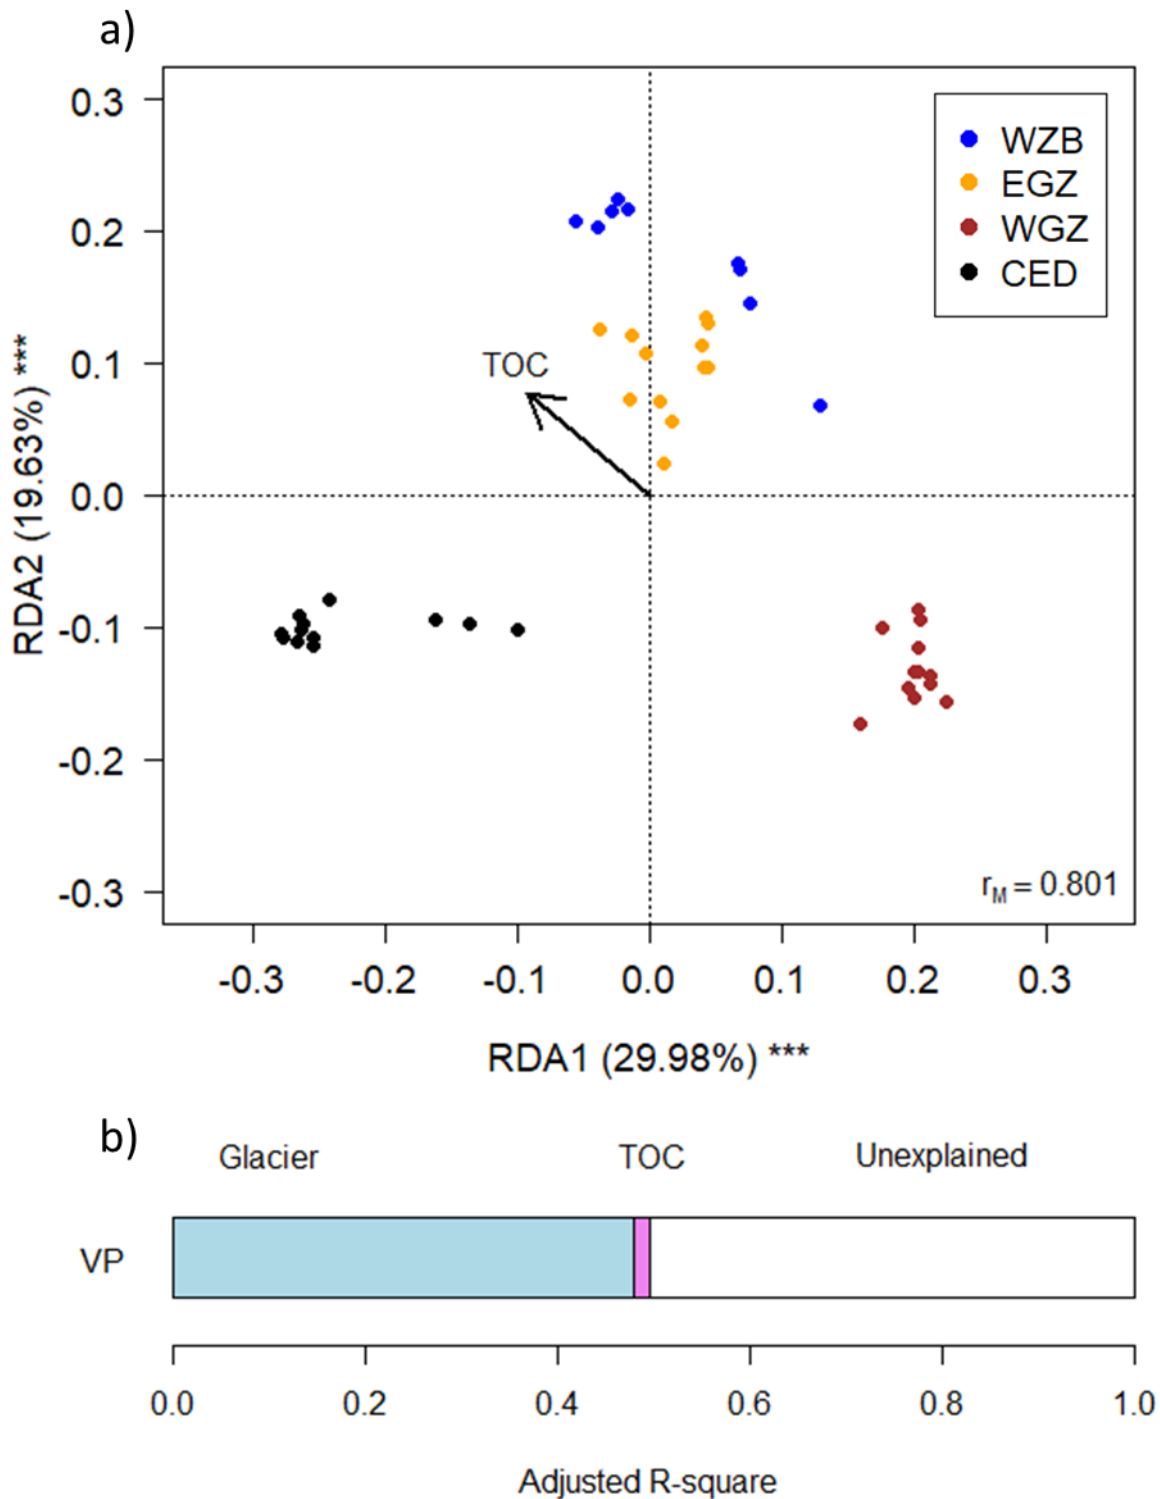 a)
0.3
0.2
0.1
0.0
-0.1
-0.2
-0.3
RDA2 (19.63%) ***
WZB
EGZ
WGZ
CED
TOC
r_M = 0.801
-0.3 -0.2 -0.1 0.0 0.1 0.2 0.3
RDA1 (29.98%) ***
b)
Glacier TOC Unexplained
VP
0.0 0.2 0.4 0.6 0.8 1.0
Adjusted R-square